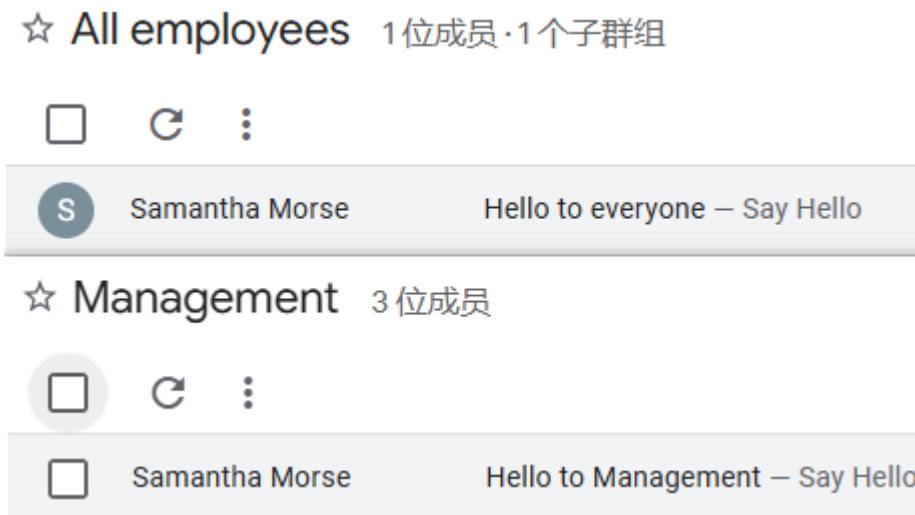 All employees 1位成员·1个子群组
S Samantha Morse Hello to everyone – Say Hello
Management 3位成员
Samantha Morse Hello to Management – Say Hello